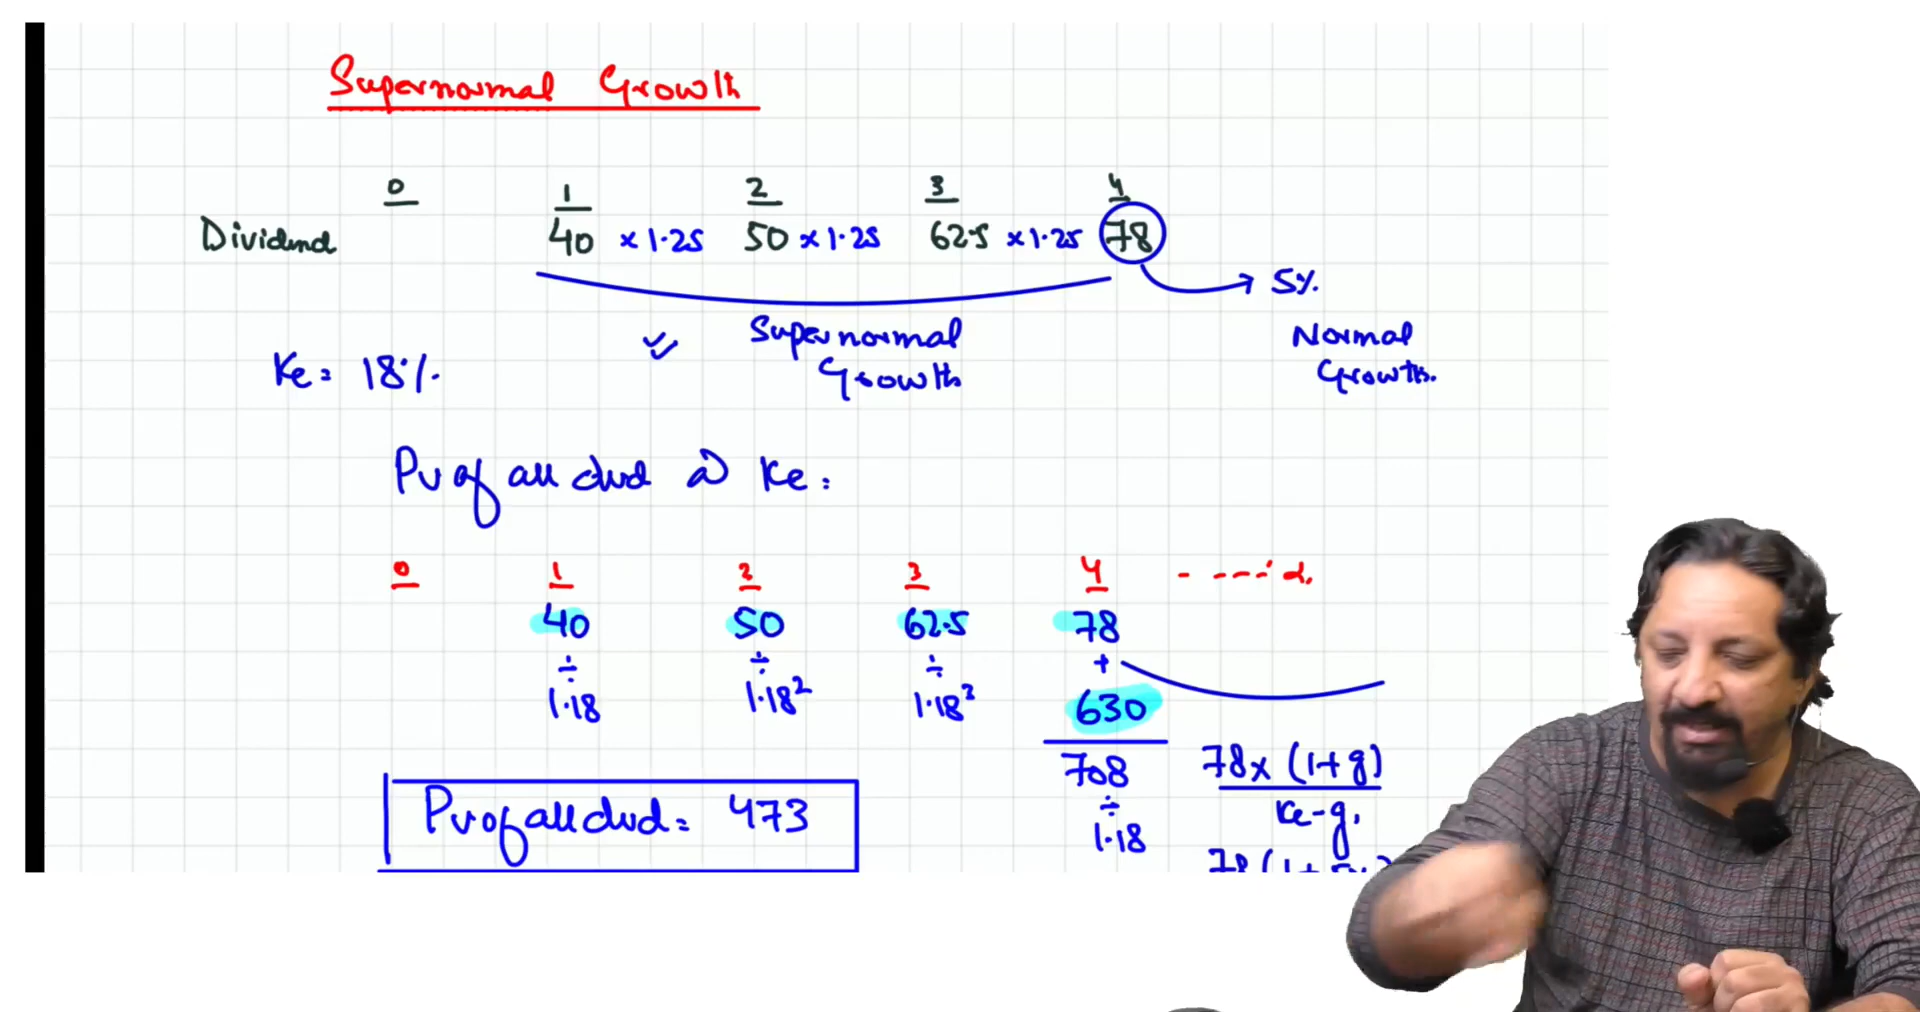 Supernormal Growth
0 1 2 3 4
Dividend 40 × 1.25 50 × 1.25 62.5 × 1.25 78
5%.
Supernormal Growth
Normal Growth.
Ke = 18%.
Pv of all dvd @ Ke =
0 1 2 3 4 - - - - -
40 50 62.5 78
÷ ÷ ÷ +
1.18 1.18² 1.18³ 630
708 78 x (1+g)
÷ Ke-g.
1.18
Pv of all dvd = 473